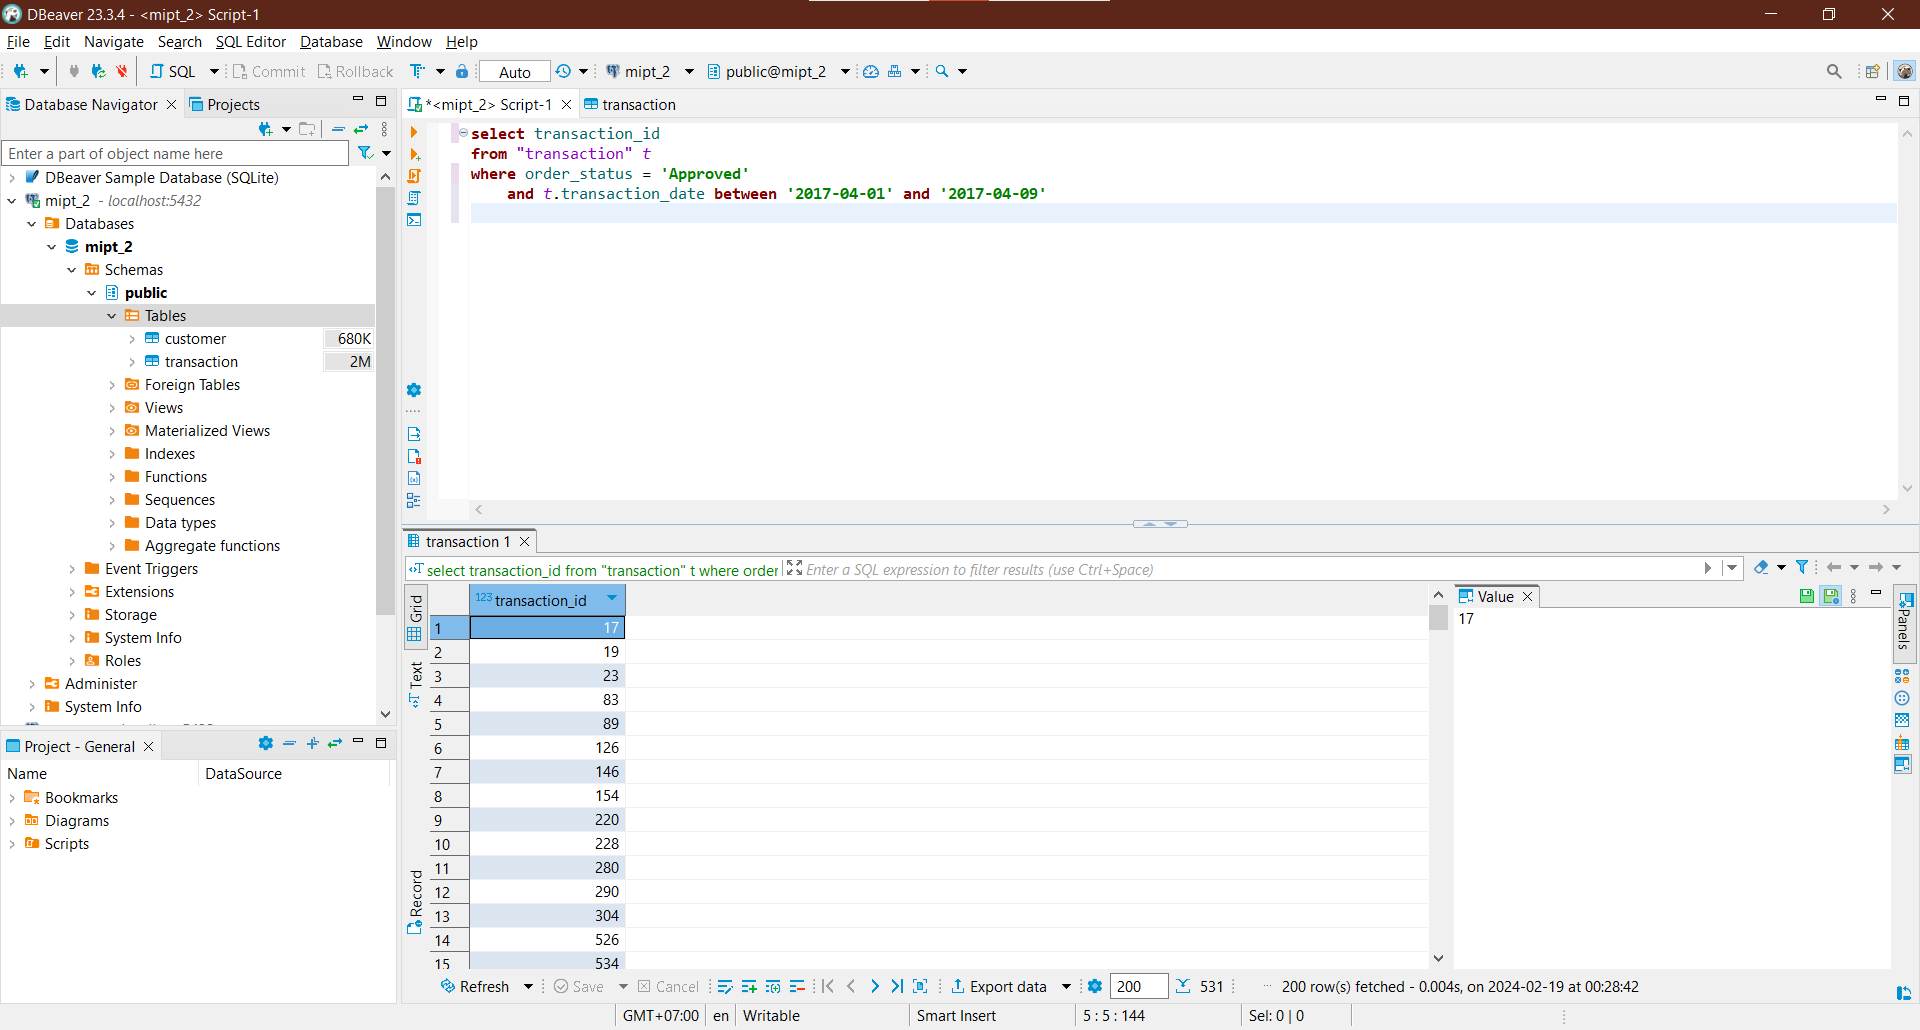 DBeaver 23.3.4 - <mipt_2> Script-1
File Edit Navigate Search SQL Editor Database Window Help
SQL Commit Rollback Auto mipt_2 public@mipt_2
Database Navigator Projects
Enter a part of object name here
DBeaver Sample Database (SQLite)
mipt_2 - localhost:5432
Databases
mipt_2
Schemas
public
Tables
customer 680K
transaction 2M
Foreign Tables
Views
Materialized Views
Indexes
Functions
Sequences
Data types
Aggregate functions
Event Triggers
Extensions
Storage
System Info
Roles
Administer
System Info
Project - General
Name DataSource
Bookmarks
Diagrams
Scripts
*<mipt_2> Script-1 transaction
select transaction_id
from "transaction" t
where order_status = 'Approved'
and t.transaction_date between '2017-04-01' and '2017-04-09'
transaction 1
select transaction_id from "transaction" t where order Enter a SQL expression to filter results (use Ctrl+Space)
Grid
Text
Record
123 transaction_id
1 17
2 19
3 23
4 83
5 89
6 126
7 146
8 154
9 220
10 228
11 280
12 290
13 304
14 526
15 534
Value
17
Panels
Refresh Save Cancel Export data 200 531 200 row(s) fetched - 0.004s, on 2024-02-19 at 00:28:42
GMT+07:00 en Writable Smart Insert 5 : 5 : 144 Sel: 0 | 0